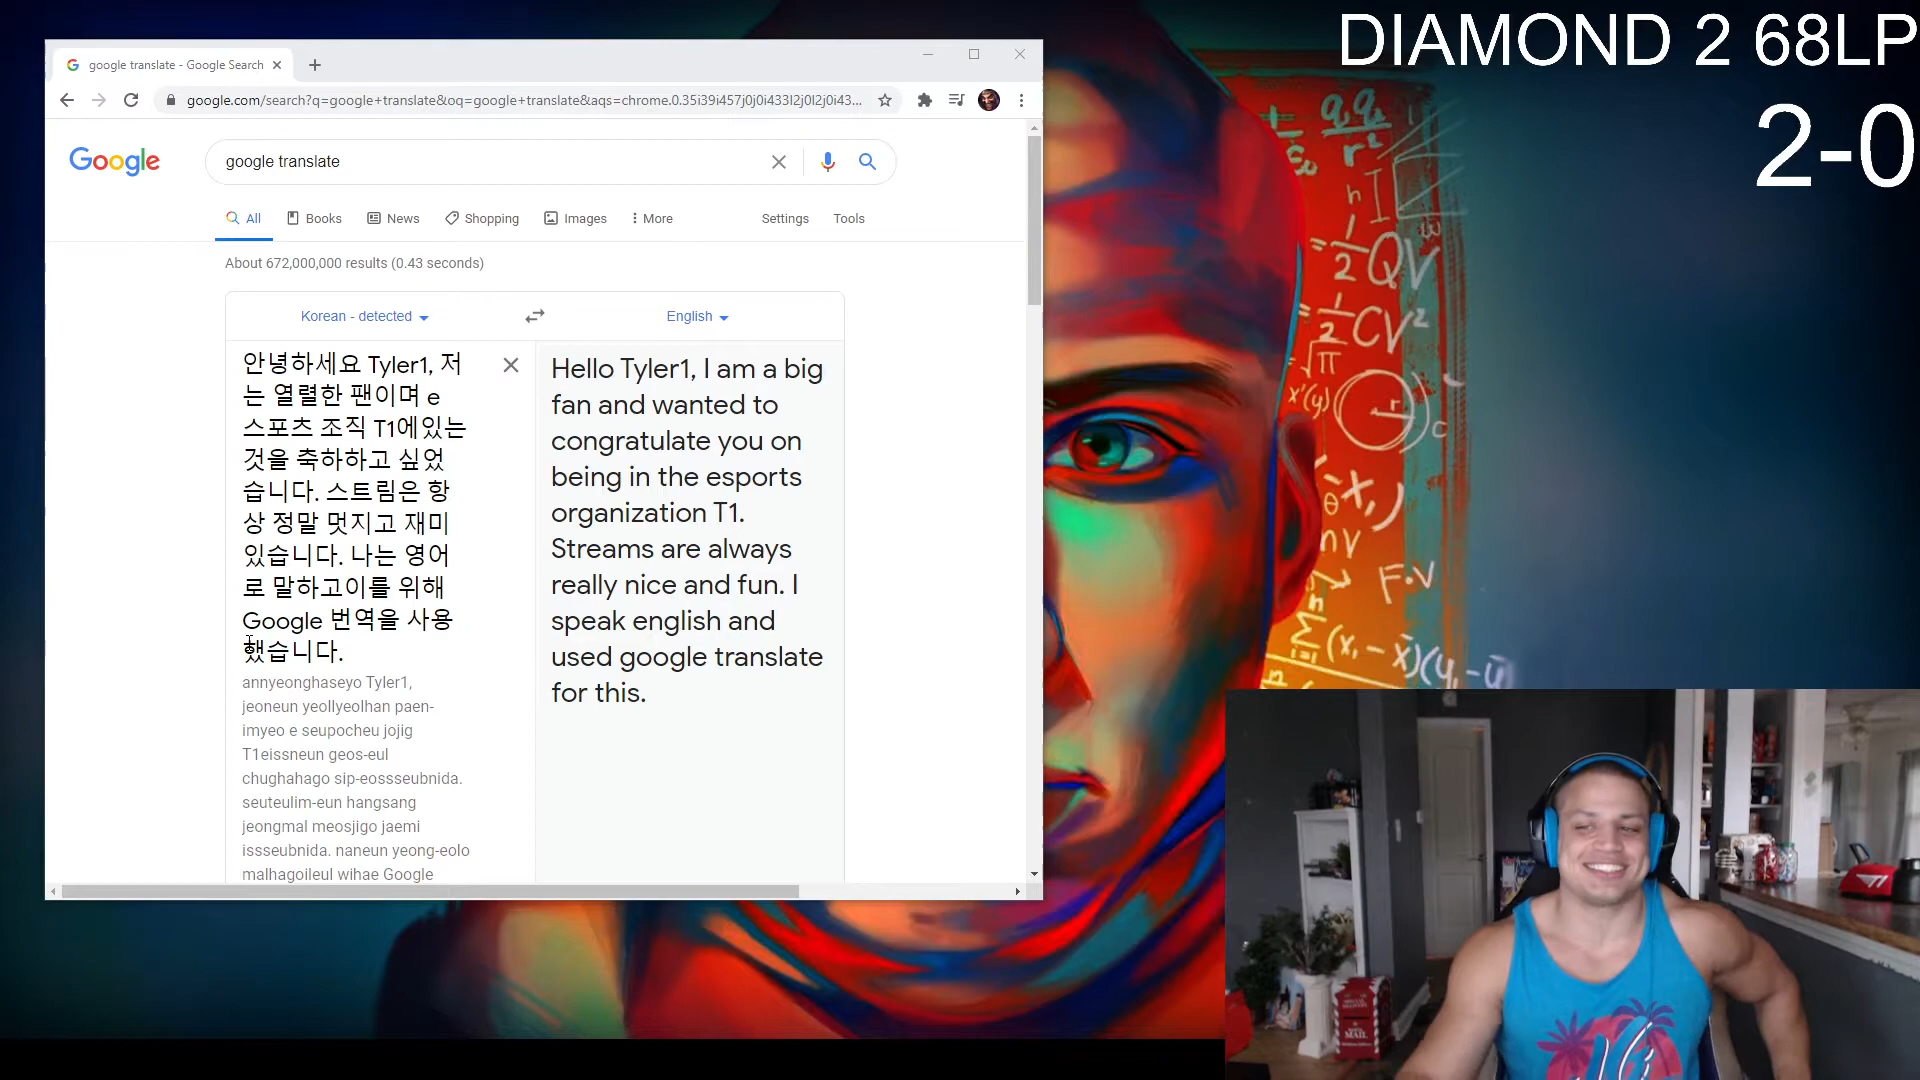 DIAMOND 2 68LP
2-0
google translate - Google Search
google.com/search?q=google+translate&oq=google+translate&aqs=chrome.0.35i39i457j0j0i433l2j0l2j0i43...
Google
google translate
All Books News Shopping Images More Settings Tools
About 672,000,000 results (0.43 seconds)
Korean - detected
English
안녕하세요 Tyler1, 저
는 열렬한 팬이며 e
스포츠 조직 T1에있는
것을 축하하고 싶었
습니다. 스트림은 항
상 정말 멋지고 재미
있습니다. 나는 영어
로 말하고이를 위해
Google 번역을 사용
했습니다.
annyeonghaseyo Tyler1,
jeoneun yeollyeolhan paen-
imyeo e seupocheu jojig
T1eissneun geos-eul
chughahago sip-eossseubnida.
seuteulim-eun hangsang
jeongmal meosjigo jaemi
issseubnida. naneun yeong-eolo
malhagoileul wihae Google
Hello Tyler1, I am a big
fan and wanted to
congratulate you on
being in the esports
organization T1.
Streams are always
really nice and fun. I
speak english and
used google translate
for this.
= 1/2 QV
= 1/2 CV²
F·V
MAIL